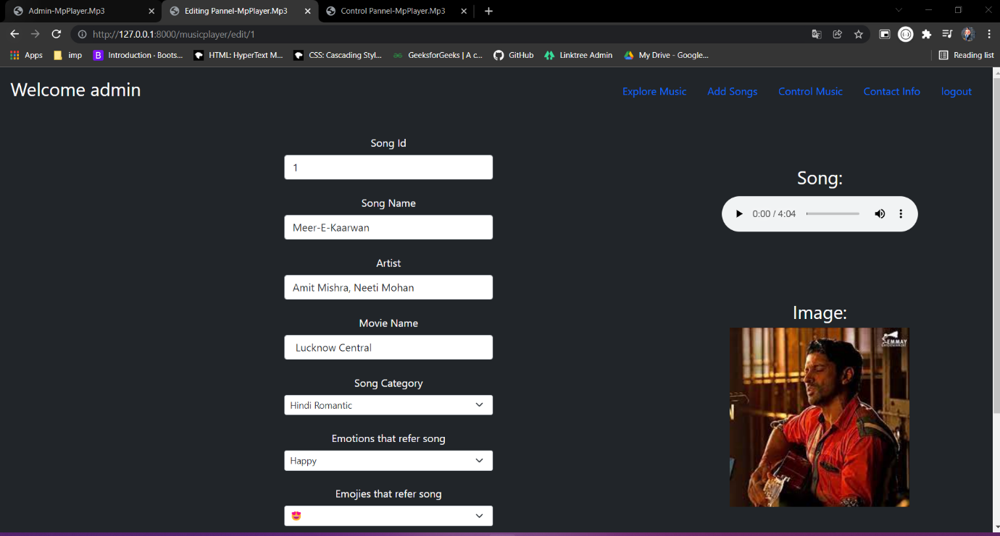 Admin-MpPlayer.Mp3
Editing Pannel-MpPlayer.Mp3
Control Pannel-MpPlayer.Mp3
http://127.0.0.1:8000/musicplayer/edit/1
Apps
imp
B Introduction · Boots...
HTML: HyperText M...
CSS: Cascading Styl...
GeeksforGeeks | A c...
GitHub
Linktree Admin
My Drive - Google...
Reading list
Welcome admin
Explore Music
Add Songs
Control Music
Contact Info
logout
Song Id
1
Song Name
Meer-E-Kaarwan
Artist
Amit Mishra, Neeti Mohan
Movie Name
Lucknow Central
Song Category
Hindi Romantic
Emotions that refer song
Happy
Emojies that refer song
😍
Song:
0:00 / 4:04
Image:
EMMAY